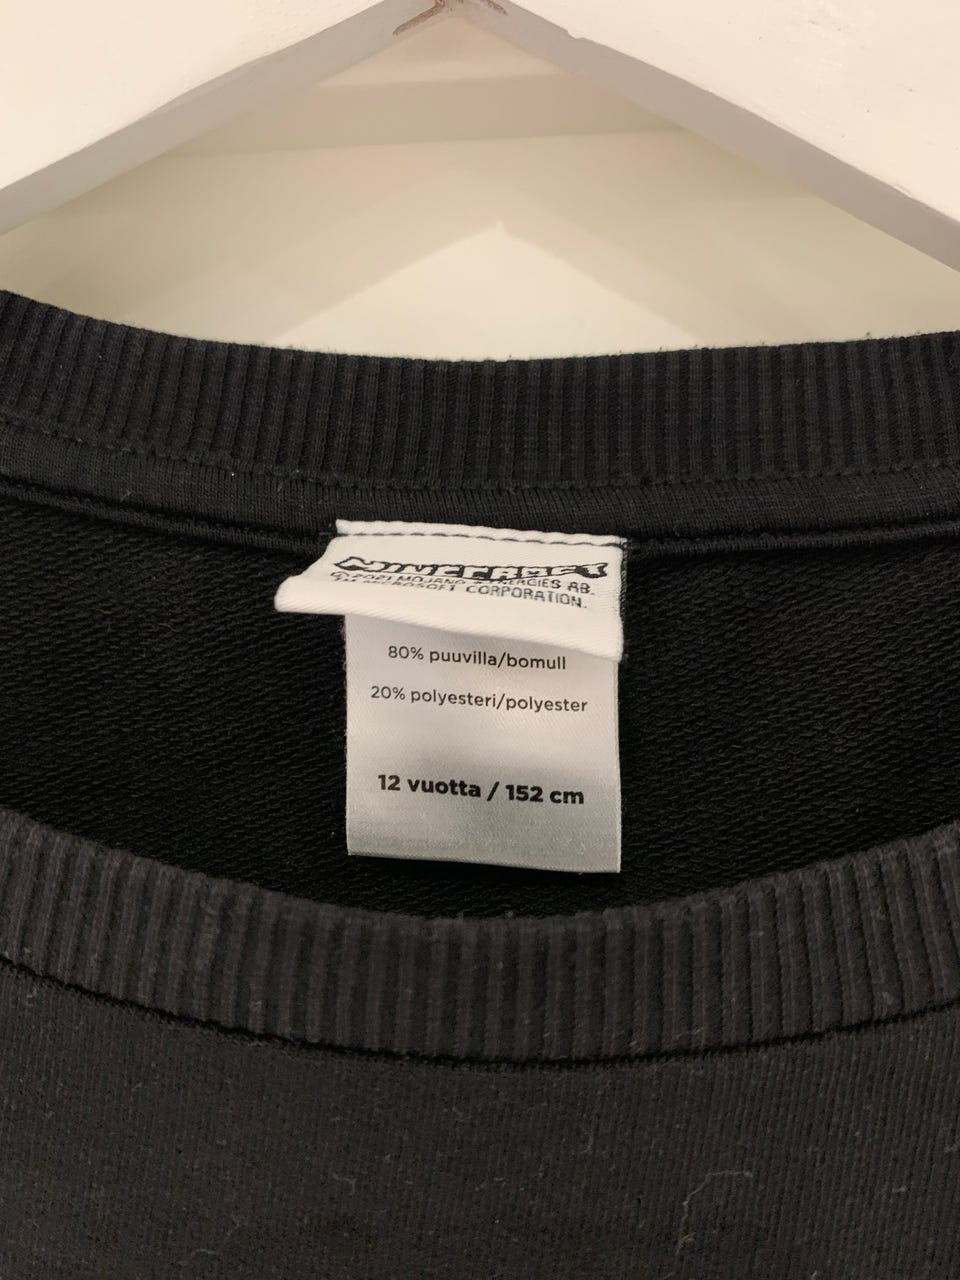 MINECRAFT
© 2021 MOJANG SYNERGIES AB.
MICROSOFT CORPORATION.
80% puuvilla/bomull
20% polyesteri/polyester
12 vuotta / 152 cm